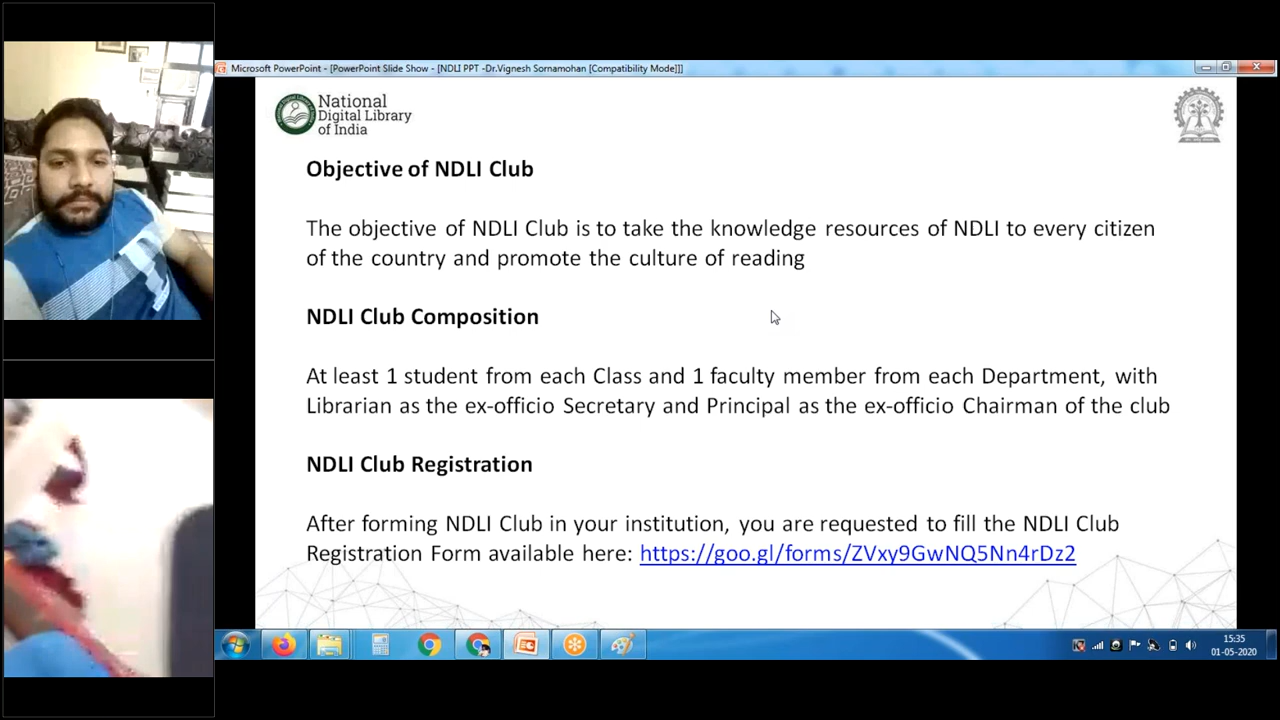 Microsoft PowerPoint - [PowerPoint Slide Show - [NDLI PPT -Dr.Vignesh Sornamohan [Compatibility Mode]]]
National
Digital Library
of India
Objective of NDLI Club
The objective of NDLI Club is to take the knowledge resources of NDLI to every citizen
of the country and promote the culture of reading
NDLI Club Composition
At least 1 student from each Class and 1 faculty member from each Department, with
Librarian as the ex-officio Secretary and Principal as the ex-officio Chairman of the club
NDLI Club Registration
After forming NDLI Club in your institution, you are requested to fill the NDLI Club
Registration Form available here: https://goo.gl/forms/ZVxy9GwNQ5Nn4rDz2
15:35
01-05-2020